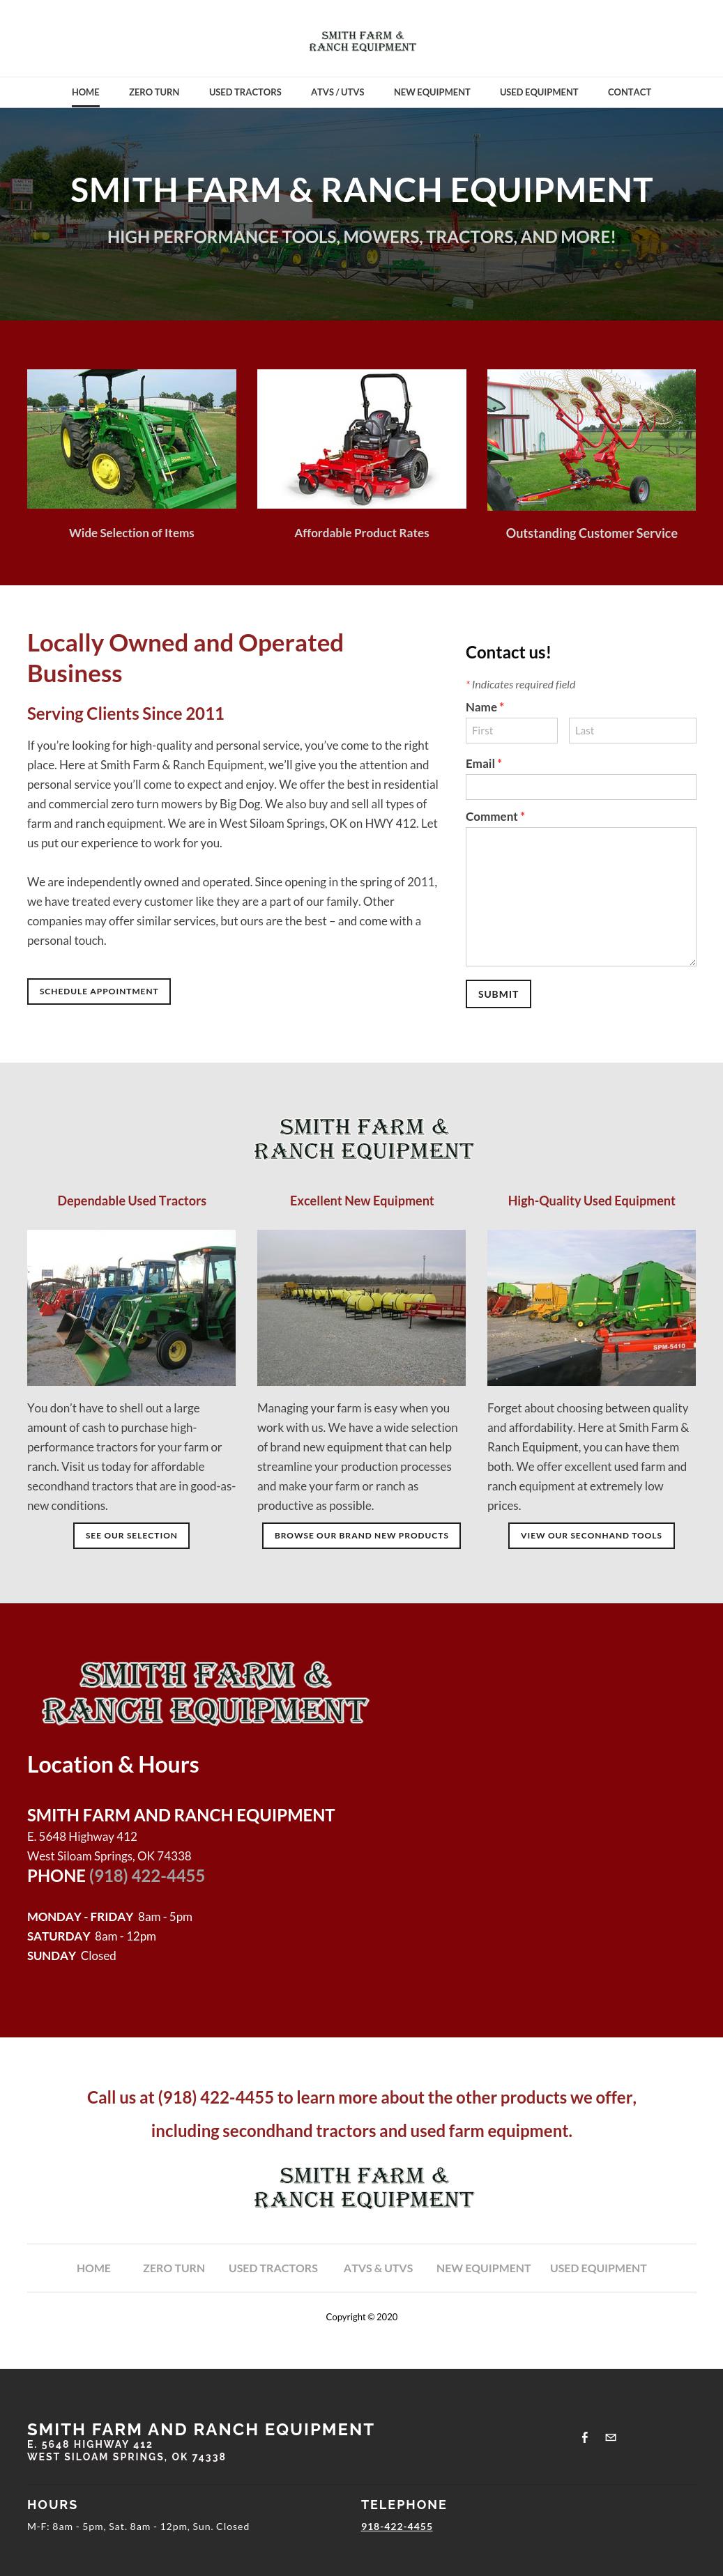 SMITH FARM &
RANCH EQUIPMENT
HOME ZERO TURN USED TRACTORS ATVS / UTVS NEW EQUIPMENT USED EQUIPMENT CONTACT
SMITH FARM & RANCH EQUIPMENT
HIGH PERFORMANCE TOOLS, MOWERS, TRACTORS, AND MORE!
Wide Selection of Items
Affordable Product Rates
Outstanding Customer Service
Locally Owned and Operated
Business
Serving Clients Since 2011
If you’re looking for high-quality and personal service, you’ve come to the right
place. Here at Smith Farm & Ranch Equipment, we’ll give you the attention and
personal service you’ll come to expect and enjoy. We offer the best in residential
and commercial zero turn mowers by Big Dog. We also buy and sell all types of
farm and ranch equipment. We are in West Siloam Springs, OK on HWY 412. Let
us put our experience to work for you.
We are independently owned and operated. Since opening in the spring of 2011,
we have treated every customer like they are a part of our family. Other
companies may offer similar services, but ours are the best – and come with a
personal touch.
SCHEDULE APPOINTMENT
Contact us!
* Indicates required field
Name *
First Last
Email *
Comment *
SUBMIT
SMITH FARM &
RANCH EQUIPMENT
Dependable Used Tractors
You don’t have to shell out a large
amount of cash to purchase high-
performance tractors for your farm or
ranch. Visit us today for affordable
secondhand tractors that are in good-as-
new conditions.
SEE OUR SELECTION
Excellent New Equipment
Managing your farm is easy when you
work with us. We have a wide selection
of brand new equipment that can help
streamline your production processes
and make your farm or ranch as
productive as possible.
BROWSE OUR BRAND NEW PRODUCTS
High-Quality Used Equipment
SPM-5410
Forget about choosing between quality
and affordability. Here at Smith Farm &
Ranch Equipment, you can have them
both. We offer excellent used farm and
ranch equipment at extremely low
prices.
VIEW OUR SECONHAND TOOLS
SMITH FARM &
RANCH EQUIPMENT
Location & Hours
SMITH FARM AND RANCH EQUIPMENT
E. 5648 Highway 412
West Siloam Springs, OK 74338
PHONE (918) 422-4455
MONDAY - FRIDAY 8am - 5pm
SATURDAY 8am - 12pm
SUNDAY Closed
Call us at (918) 422-4455 to learn more about the other products we offer,
including secondhand tractors and used farm equipment.
SMITH FARM &
RANCH EQUIPMENT
HOME ZERO TURN USED TRACTORS ATVS & UTVS NEW EQUIPMENT USED EQUIPMENT
Copyright © 2020
SMITH FARM AND RANCH EQUIPMENT
E. 5648 HIGHWAY 412
WEST SILOAM SPRINGS, OK 74338
HOURS
M-F: 8am - 5pm, Sat. 8am - 12pm, Sun. Closed
TELEPHONE
918-422-4455